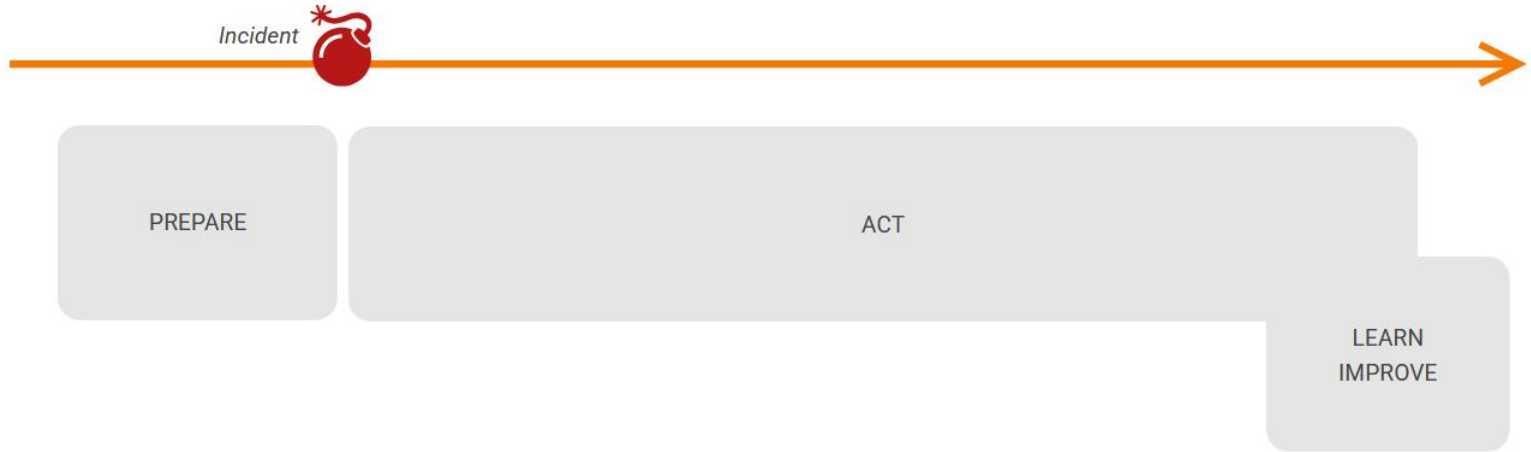 Incident
PREPARE
ACT
LEARN
IMPROVE